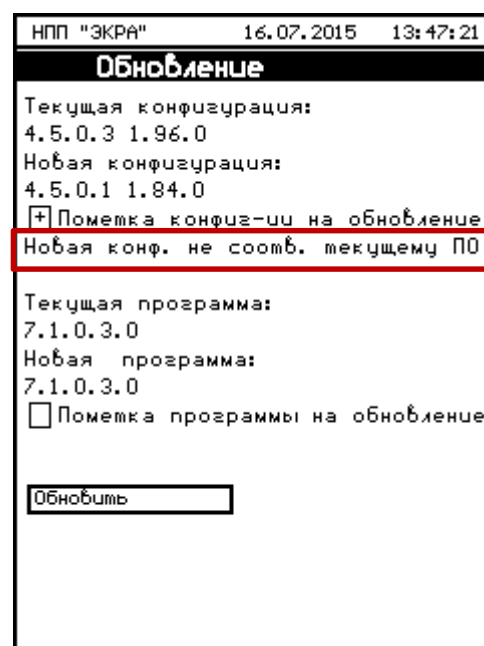 НПП "ЭКРА" 16.07.2015 13:47:21
Обновление
Текущая конфигурация:
4.5.0.3 1.96.0
Новая конфигурация:
4.5.0.1 1.84.0
+ Пометка конфиг-ии на обновление
Новая конф. не соотв. текущему ПО
Текущая программа:
7.1.0.3.0
Новая программа:
7.1.0.3.0
Пометка программы на обновление
Обновить